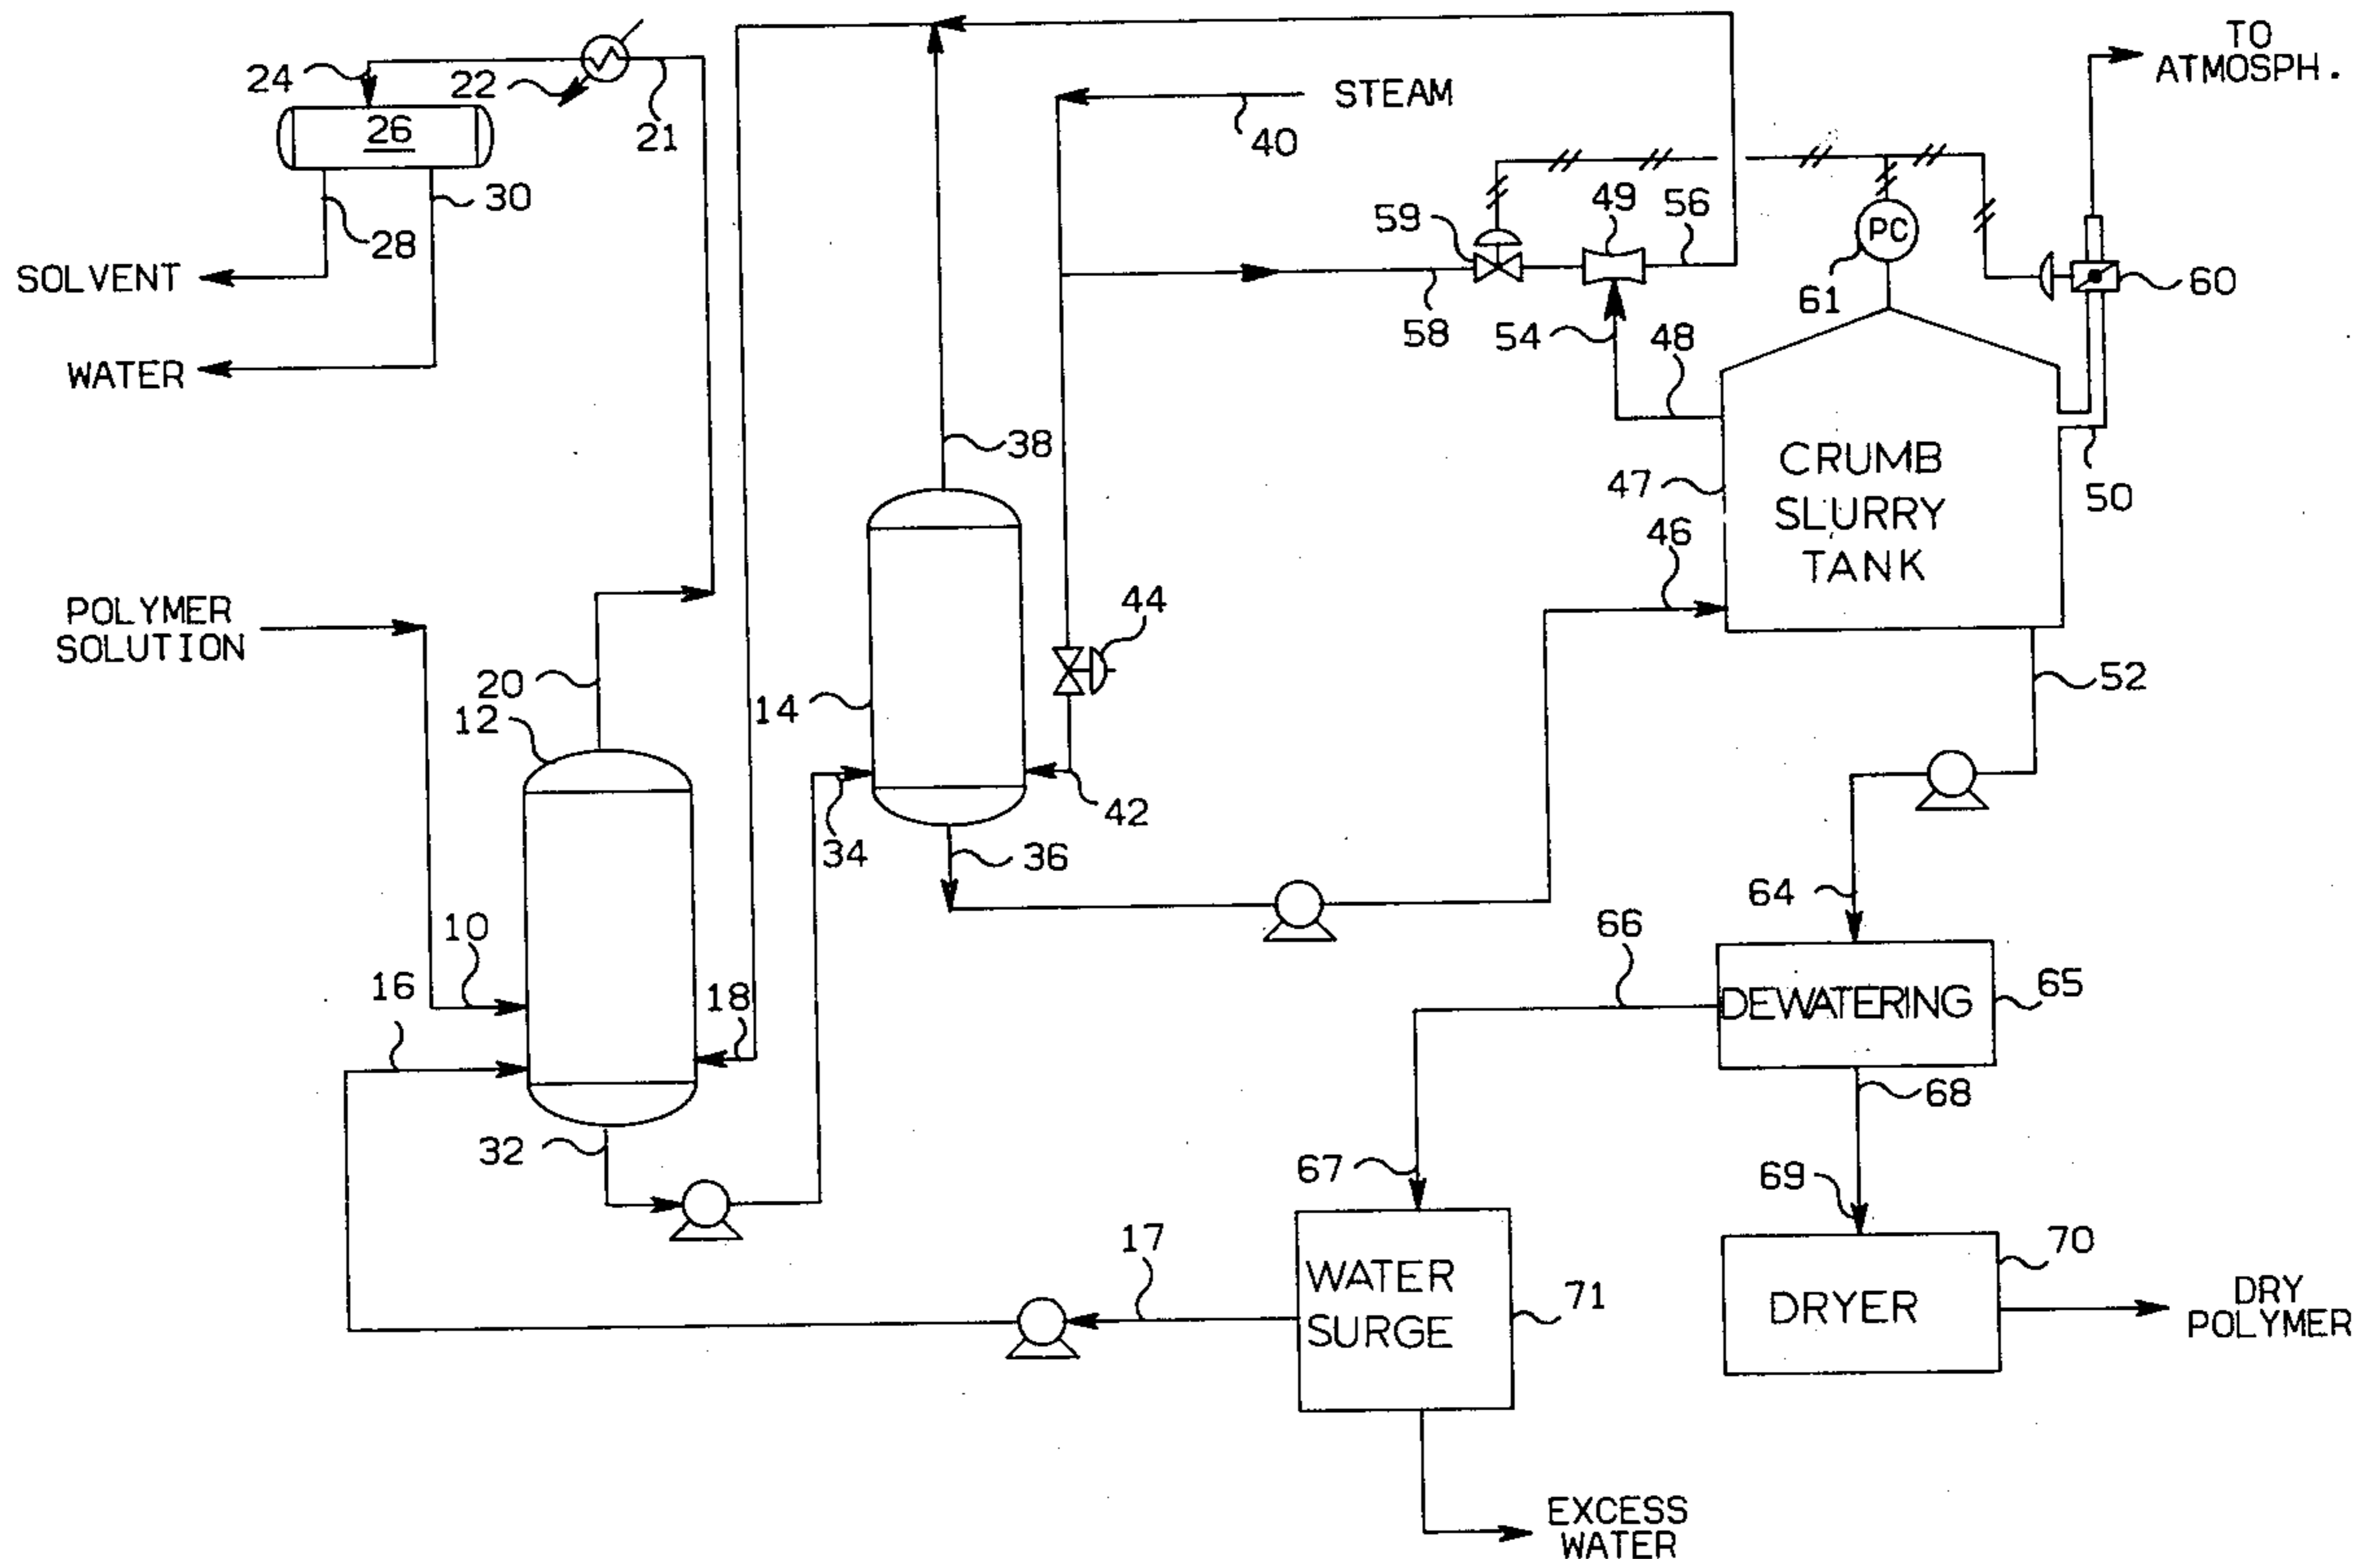 TO
ATMOSPH.
24
22
26
21
STEAM
40
30
28
SOLVENT
WATER
59
49
56
PC
61
60
58
54
48
38
CRUMB
SLURRY
TANK
47
50
46
44
POLYMER
SOLUTION
20
12
14
52
42
34
36
64
10
16
18
66
DEWATERING
65
68
32
67
69
17
WATER
SURGE
71
70
DRYER
DRY
POLYMER
EXCESS
WATER